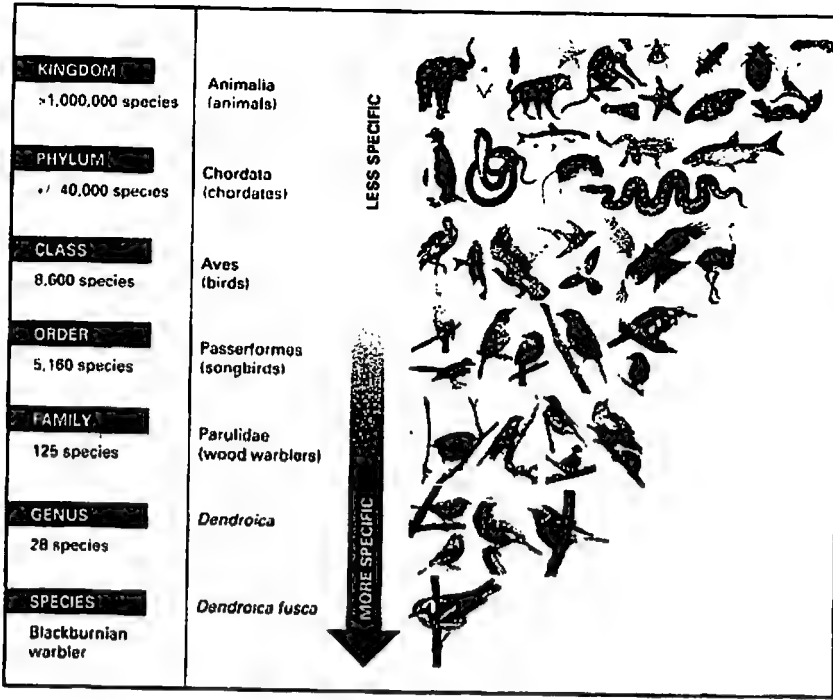 KINGDOM
>1,000,000 species
Animalia
(animals)
PHYLUM
+/- 40,000 species
Chordata
(chordates)
CLASS
8,600 species
Aves
(birds)
ORDER
5,160 species
Passerformes
(songbirds)
FAMILY
125 species
Parulidae
(wood warblers)
GENUS
28 species
Dendroica
SPECIES
Blackburnian
warbler
Dendroica fusca
LESS SPECIFIC
MORE SPECIFIC